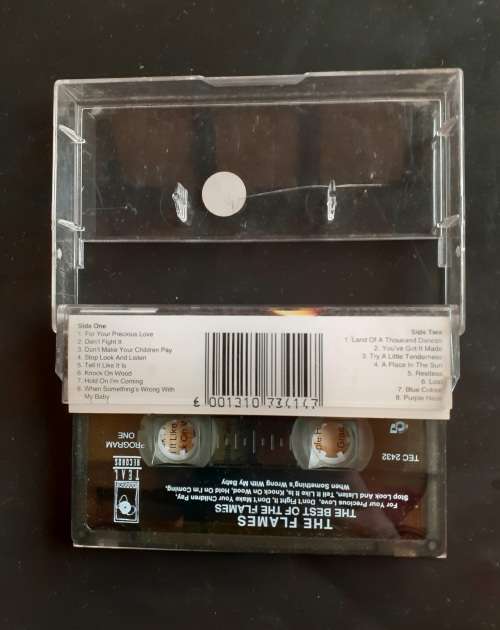 Side One
1. For Your Precious Love
2. Don't Fight It
3. Don't Make Your Children Pay
4. Stop Look And Listen
5. Tell It Like It Is
6. Knock On Wood
7. Hold On I'm Coming
8. When Something's Wrong With
My Baby
6 001210 734147
Side Two
1. Land Of A Thousand Dances
2. You've Got It Made
3. Try A Little Tenderness
4. A Place In The Sun
5. Restless
6. Lost
7. Blue Colour
8. Purple Haze
THE FLAMES
THE BEST OF THE FLAMES
For Your Precious Love, Don't Fight It, Don't Make Your Children Pay,
Stop Look And Listen, Tell It Like It Is, Knock On Wood, Hold On I'm Coming,
When Something's Wrong With My Baby
TEAL
RECORDS
TEC 2432
PROGRAM
ONE